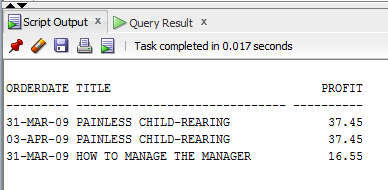 Script Output x Query Result x
Task completed in 0.017 seconds
ORDERDATE TITLE PROFIT
--------- ------------------------------ ----------
31-MAR-09 PAINLESS CHILD-REARING 37.45
03-APR-09 PAINLESS CHILD-REARING 37.45
31-MAR-09 HOW TO MANAGE THE MANAGER 16.55